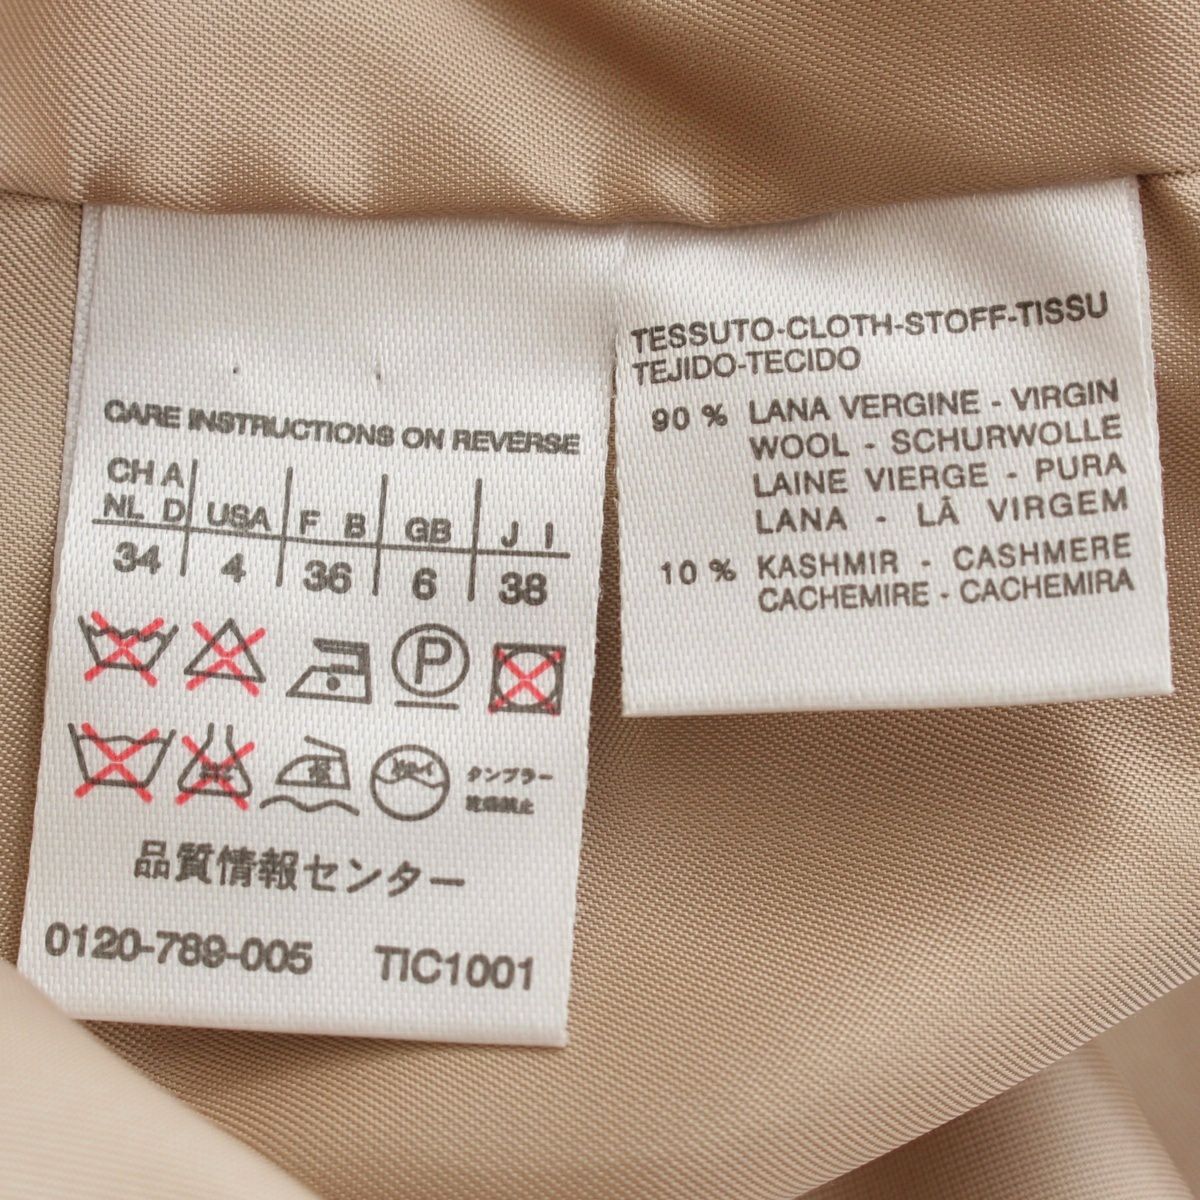 CARE INSTRUCTIONS ON REVERSE
CH A
NL D USA F B GB J I
34 4 36 6 38
P
タンブラー
乾燥禁止
品質情報センター
0120-789-005 TIC1001
TESSUTO-CLOTH-STOFF-TISSU
TEJIDO-TECIDO
90 % LANA VERGINE - VIRGIN
WOOL - SCHURWOLLE
LAINE VIERGE - PURA
LANA - LÃ VIRGEM
10 % KASHMIR - CASHMERE
CACHEMIRE - CACHEMIRA